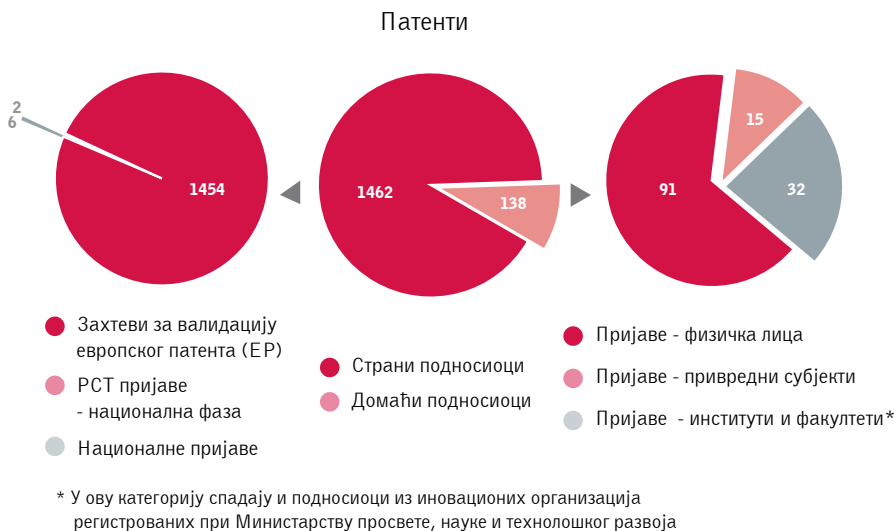 Патенти
2
6
1454
1462
138
91
15
32
Захтеви за валидацију
европског патента (ЕР)
РСТ пријаве
- национална фаза
Националне пријаве
Страни подносиоци
Домаћи подносиоци
Пријаве - физичка лица
Пријаве - привредни субјекти
Пријаве - институти и факултети*
* У ову категорију спадају и подносиоци из иновационих организација
регистрованих при Министарству просвете, науке и технолошког развоја